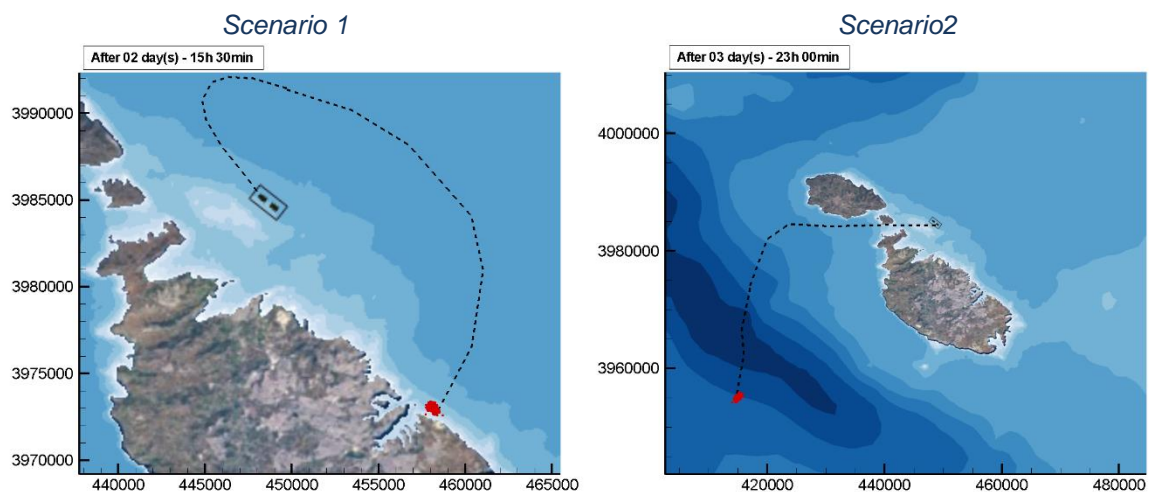 Scenario 1
After 02 day(s) - 15h 30min
3990000
3985000
3980000
3975000
3970000
440000 445000 450000 455000 460000 465000
Scenario2
After 03 day(s) - 23h 00min
4000000
3980000
3960000
420000 440000 460000 480000